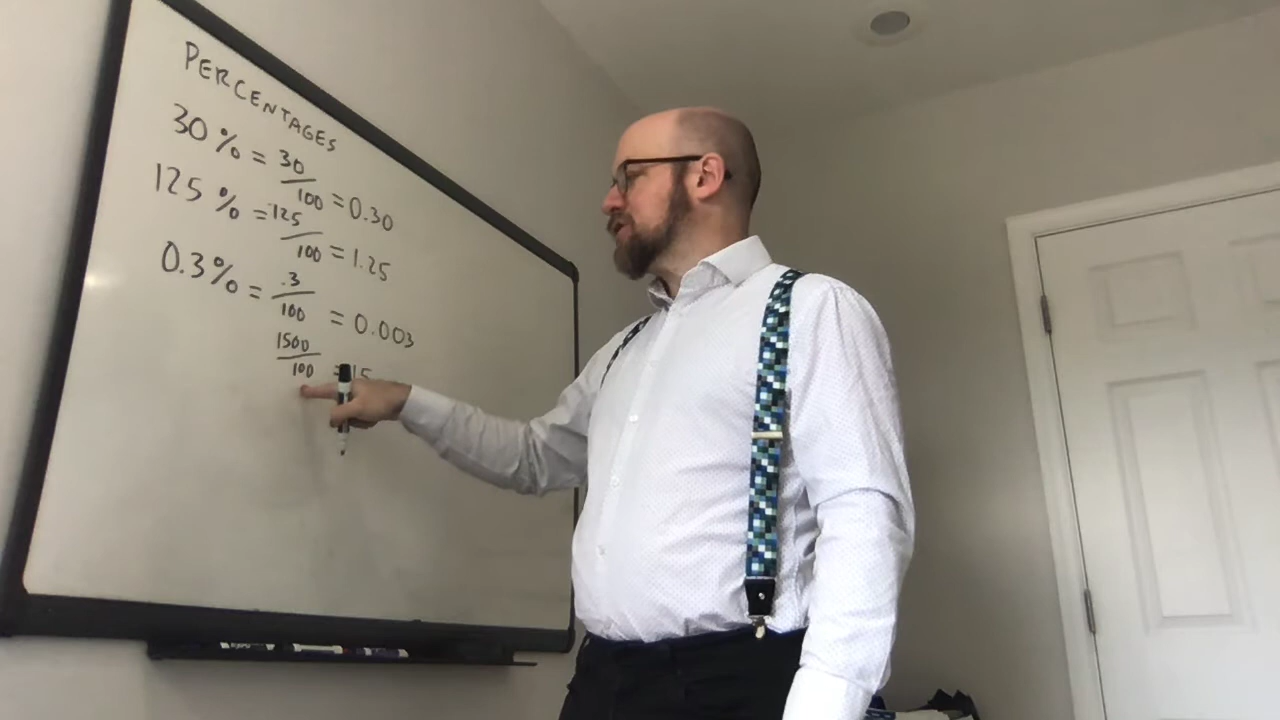 PERCENTAGES
30% = 30/100 = 0.30
125% = 125/100 = 1.25
0.3% = .3/100 = 0.003
1500/100 = 15